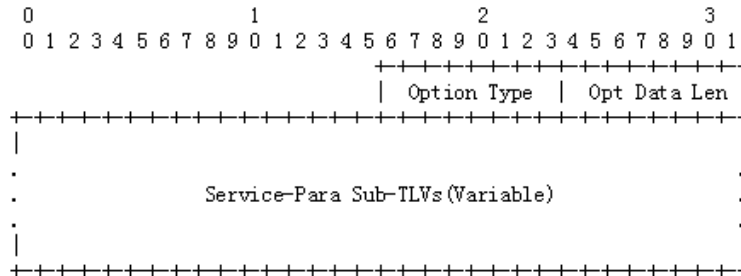 0                   1                   2                   3
0 1 2 3 4 5 6 7 8 9 0 1 2 3 4 5 6 7 8 9 0 1 2 3 4 5 6 7 8 9 0 1
+-+-+-+-+-+-+-+-+-+-+-+-+-+-+-+-
| Option Type | Opt Data Len
+-+-+-+-+-+-+-+-+-+-+-+-+-+-+-+-+-+-+-+-+-+-+-+-+-+-+-+-+-+-+-+-
|
. .
. Service-Para Sub-TLVs(Variable) .
. .
|
+-+-+-+-+-+-+-+-+-+-+-+-+-+-+-+-+-+-+-+-+-+-+-+-+-+-+-+-+-+-+-+-